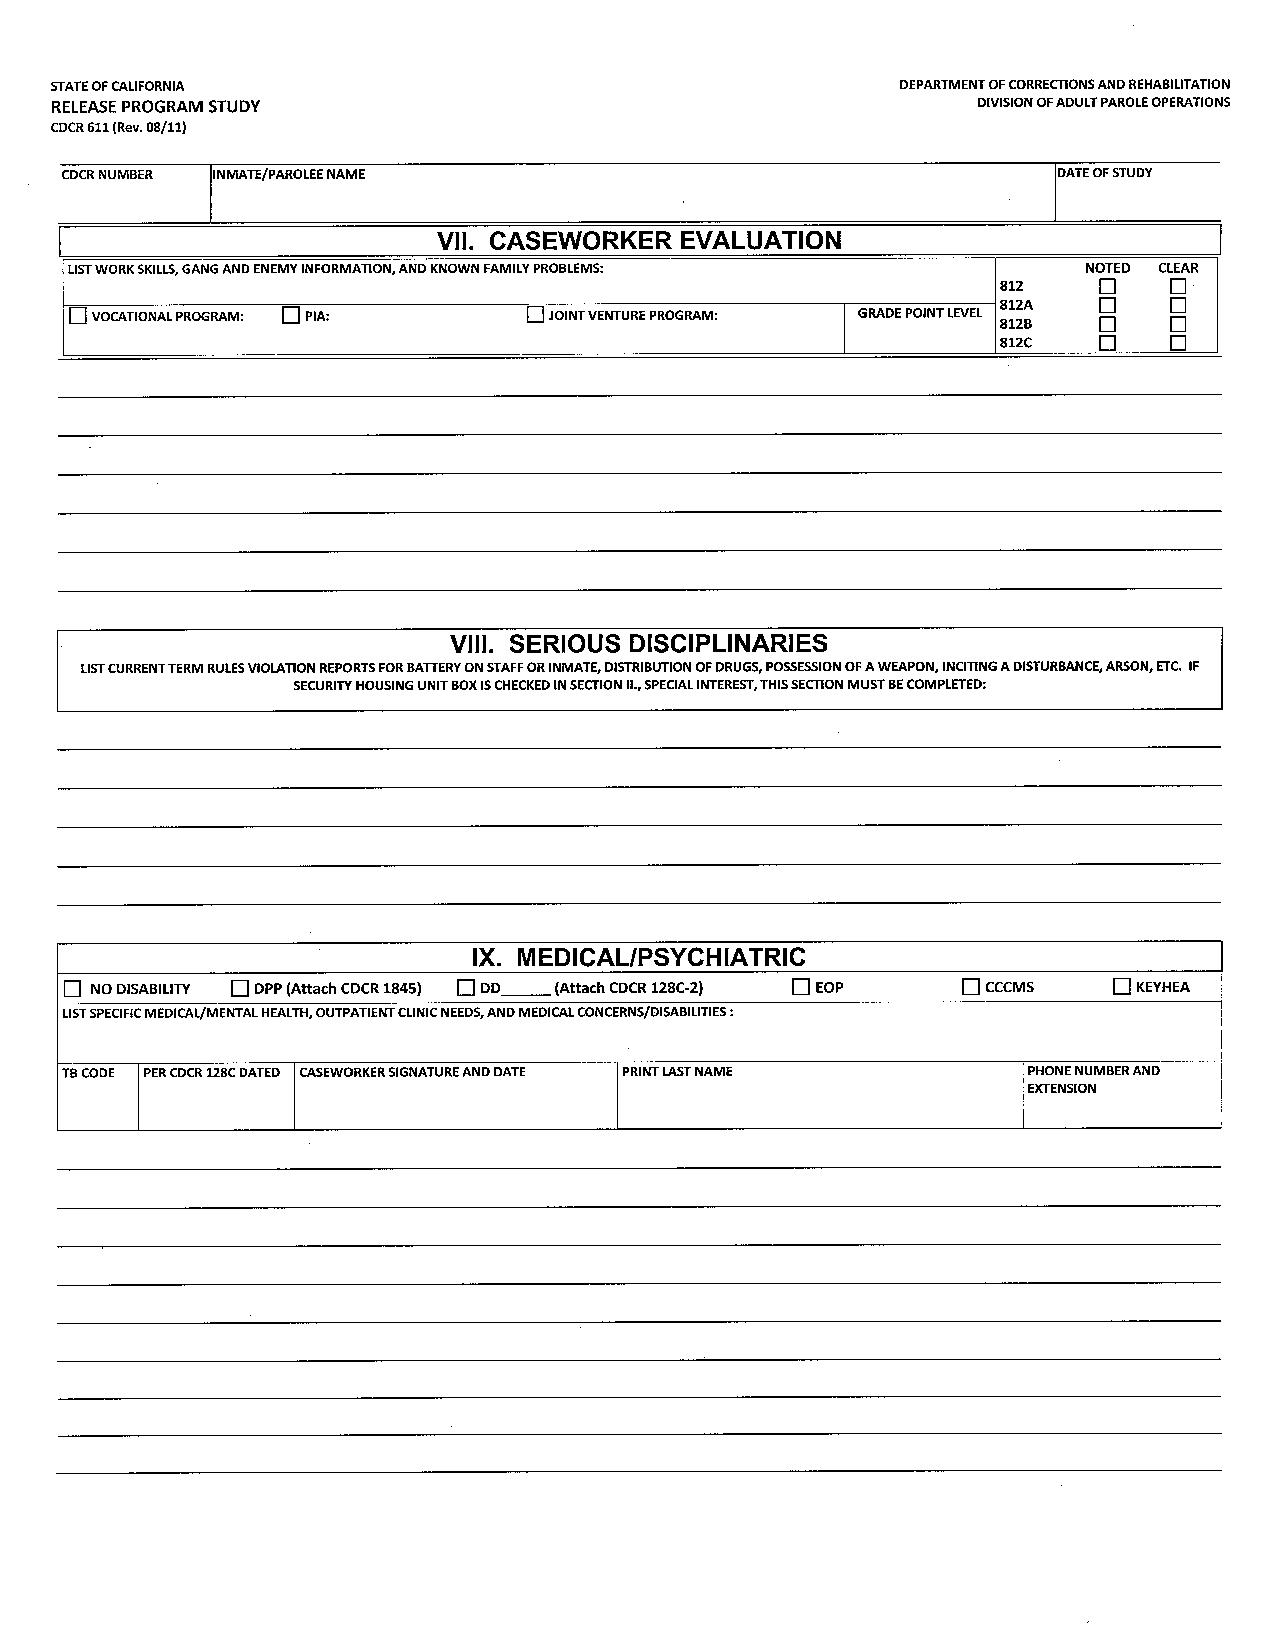 STATE OF CALIFORNIA
DEPARTMENT OF CORRECTIONS AND REHABILITATION
RELEASE PROGRAM STUDY
DIVISION OF ADULT PAROLE OPERATIONS
CDCR 611 (Rev. 08/11)
CDCR NUMBER
INMATE/PAROLEE NAME
DATE OF STUDY
VII. CASEWORKER EVALUATION
LIST WORK SKILLS, GANG AND ENEMY INFORMATION, AND KNOWN FAMILY PROBLEMS:
NOTED CLEAR
812
812A
VOCATIONAL PROGRAM: PIA: JOINT VENTURE PROGRAM: GRADE POINT LEVEL
812B
812C
VIII. SERIOUS DISCIPLINARIES
LIST CURRENT TERM RULES VIOLATION REPORTS FOR BATTERY ON STAFF OR INMATE, DISTRIBUTION OF DRUGS, POSSESSION OF A WEAPON, INCITING A DISTURBANCE, ARSON, ETC. IF
SECURITY HOUSING UNIT BOX IS CHECKED IN SECTION II., SPECIAL INTEREST, THIS SECTION MUST BE COMPLETED:
IX. MEDICAL/PSYCHIATRIC
NO DISABILITY DPP (Attach CDCR 1845) DD______ (Attach CDCR 128C-2) EOP CCCMS KEYHEA
LIST SPECIFIC MEDICAL/MENTAL HEALTH, OUTPATIENT CLINIC NEEDS, AND MEDICAL CONCERNS/DISABILITIES :
TB CODE
PER CDCR 128C DATED
CASEWORKER SIGNATURE AND DATE
PRINT LAST NAME
PHONE NUMBER AND
EXTENSION